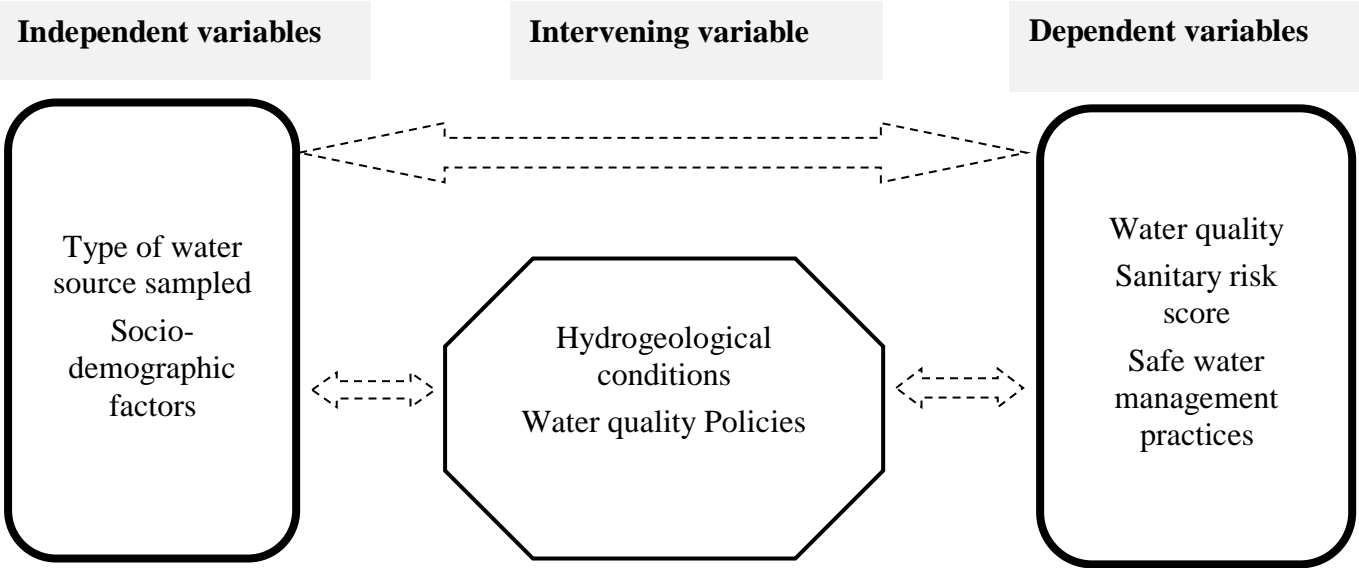 Independent variables
Intervening variable
Dependent variables
Type of water
source sampled
Socio-
demographic
factors
Hydrogeological
conditions
Water quality Policies
Water quality
Sanitary risk
score
Safe water
management
practices